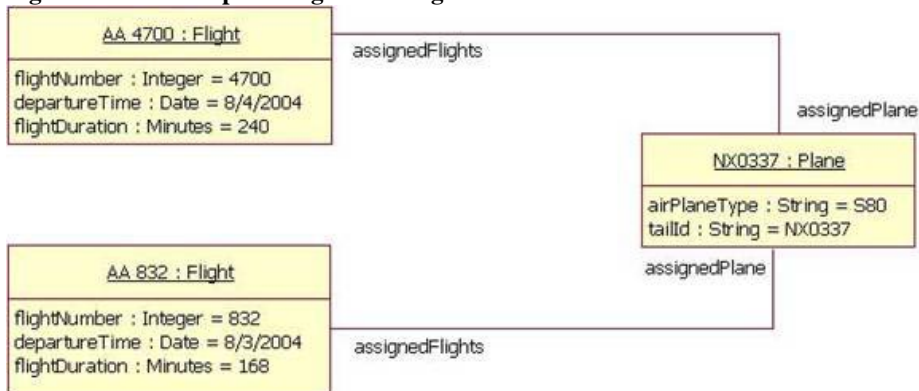 AA 4700 : Flight
flightNumber : Integer = 4700
departureTime : Date = 8/4/2004
flightDuration : Minutes = 240
assignedFlights
assignedPlane
NX0337 : Plane
airPlaneType : String = S80
tailId : String = NX0337
assignedPlane
AA 832 : Flight
flightNumber : Integer = 832
departureTime : Date = 8/3/2004
flightDuration : Minutes = 168
assignedFlights